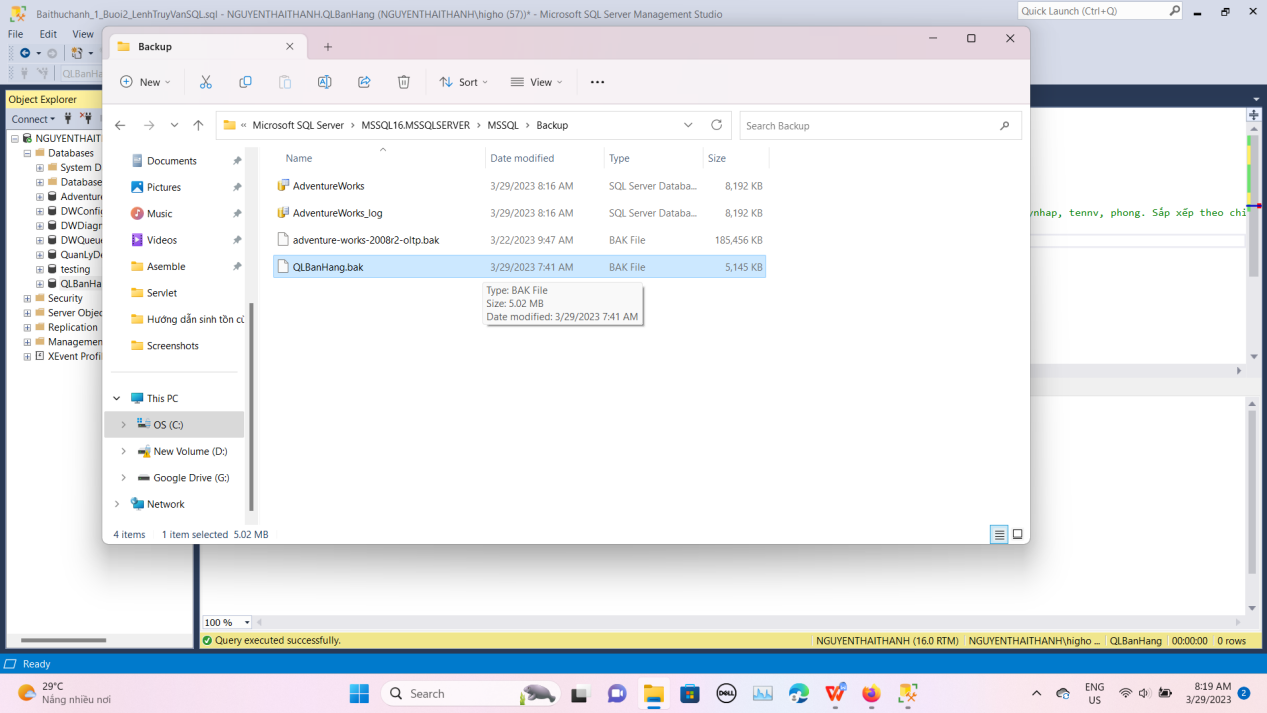 Baithuchanh_1_Buoi2_LenhTruyVanSQL.sql - NGUYENTHAITHANH.QLBanHang (NGUYENTHAITHANH\higho (57))* - Microsoft SQL Server Management Studio
Quick Launch (Ctrl+Q)
File Edit View
Backup
QLBanHa
New
Sort
View
Object Explorer
Connect
« Microsoft SQL Server > MSSQL16.MSSQLSERVER > MSSQL > Backup
Search Backup
NGUYENTHAIT
Databases
System D
Database
Adventure
DWConfig
DWDiagn
DWQueue
QuanLyDe
testing
QLBanHa
Security
Server Objec
Replication
Managemen
XEvent Profi
Documents
Pictures
Music
Videos
Asemble
Servlet
Hướng dẫn sinh tồn củ
Screenshots
This PC
OS (C:)
New Volume (D:)
Google Drive (G:)
Network
Name Date modified Type Size
AdventureWorks 3/29/2023 8:16 AM SQL Server Databa... 8,192 KB
AdventureWorks_log 3/29/2023 8:16 AM SQL Server Databa... 8,192 KB
adventure-works-2008r2-oltp.bak 3/22/2023 9:47 AM BAK File 185,456 KB
QLBanHang.bak 3/29/2023 7:41 AM BAK File 5,145 KB
Type: BAK File
Size: 5.02 MB
Date modified: 3/29/2023 7:41 AM
ynhap, tennv, phong. Sắp xếp theo chi
4 items 1 item selected 5.02 MB
100 %
Query executed successfully.
NGUYENTHAITHANH (16.0 RTM) NGUYENTHAITHANH\higho ... QLBanHang 00:00:00 0 rows
Ready
29°C
Nắng nhiều nơi
Search
DELL
ENG
US
8:19 AM
3/29/2023
2